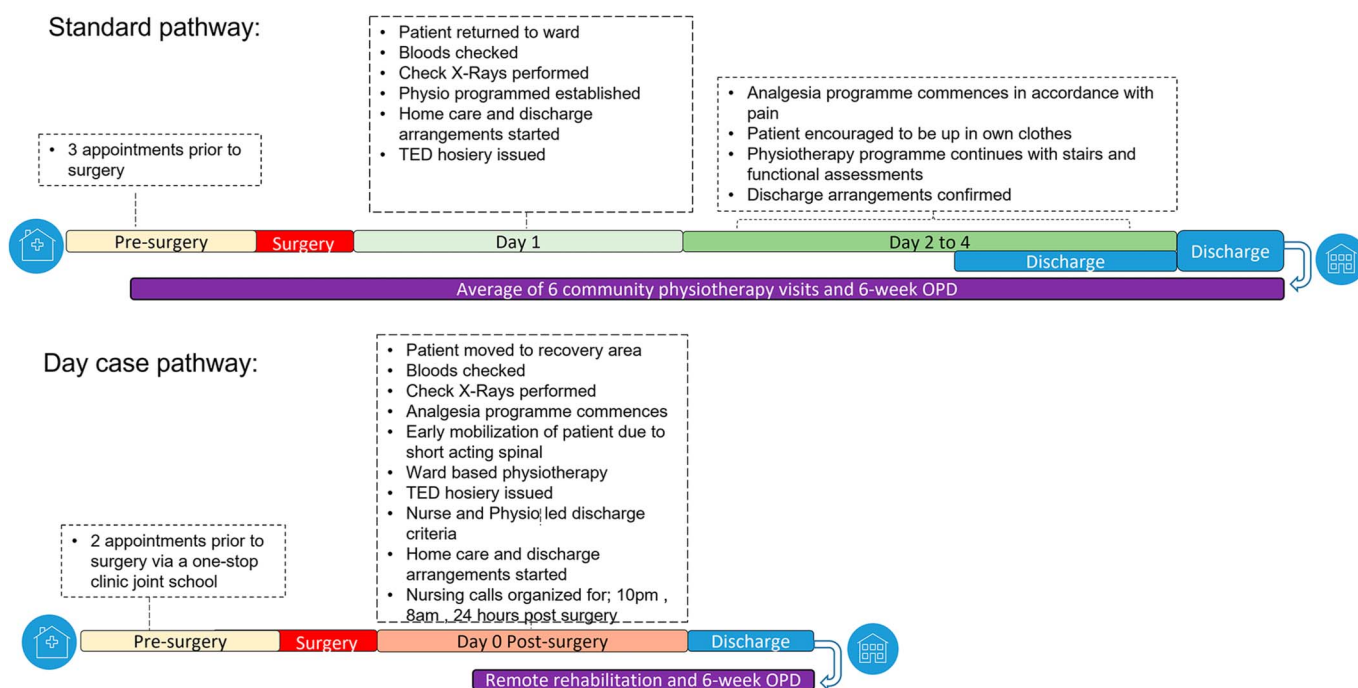 Standard pathway:
• 3 appointments prior to
surgery
• Patient returned to ward
• Bloods checked
• Check X-Rays performed
• Physio programmed established
• Home care and discharge
arrangements started
• TED hosiery issued
• Analgesia programme commences in accordance with
pain
• Patient encouraged to be up in own clothes
• Physiotherapy programme continues with stairs and
functional assessments
• Discharge arrangements confirmed
Pre-surgery
Surgery
Day 1
Day 2 to 4
Discharge
Discharge
Average of 6 community physiotherapy visits and 6-week OPD
Day case pathway:
• 2 appointments prior to
surgery via a one-stop
clinic joint school
• Patient moved to recovery area
• Bloods checked
• Check X-Rays performed
• Analgesia programme commences
• Early mobilization of patient due to
short acting spinal
• Ward based physiotherapy
• TED hosiery issued
• Nurse and Physio led discharge
criteria
• Home care and discharge
arrangements started
• Nursing calls organized for; 10pm ,
8am , 24 hours post surgery
Pre-surgery
Surgery
Day 0 Post-surgery
Discharge
Remote rehabilitation and 6-week OPD